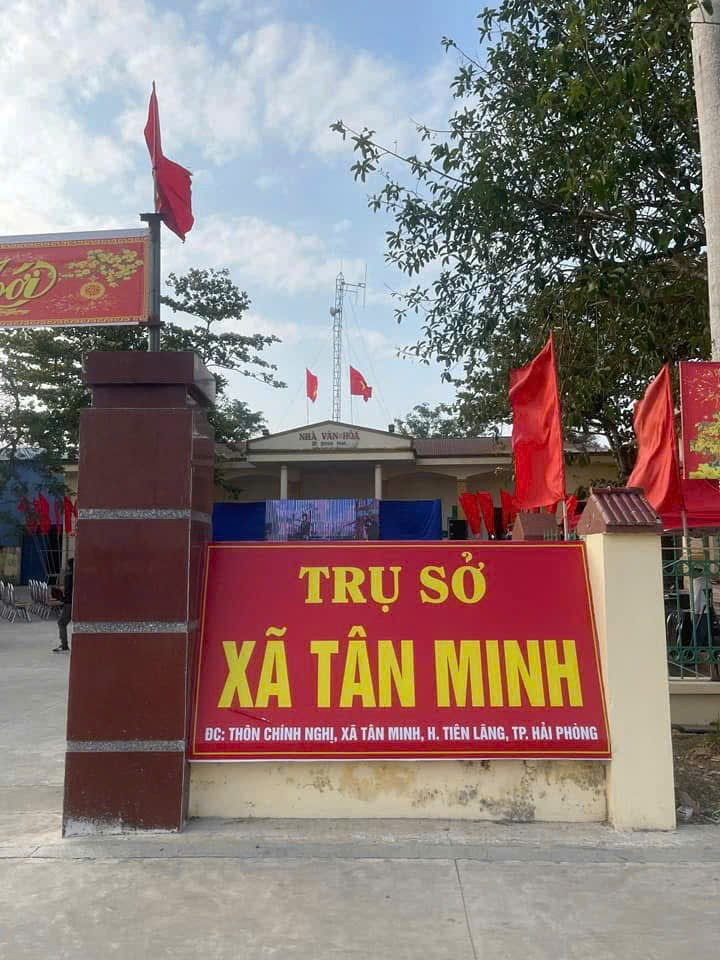 ới
NHÀ VĂN HÓA
TRỤ SỞ
XÃ TÂN MINH
ĐC: THÔN CHÍNH NGHỊ, XÃ TÂN MINH, H. TIÊN LÃNG, TP. HẢI PHÒNG